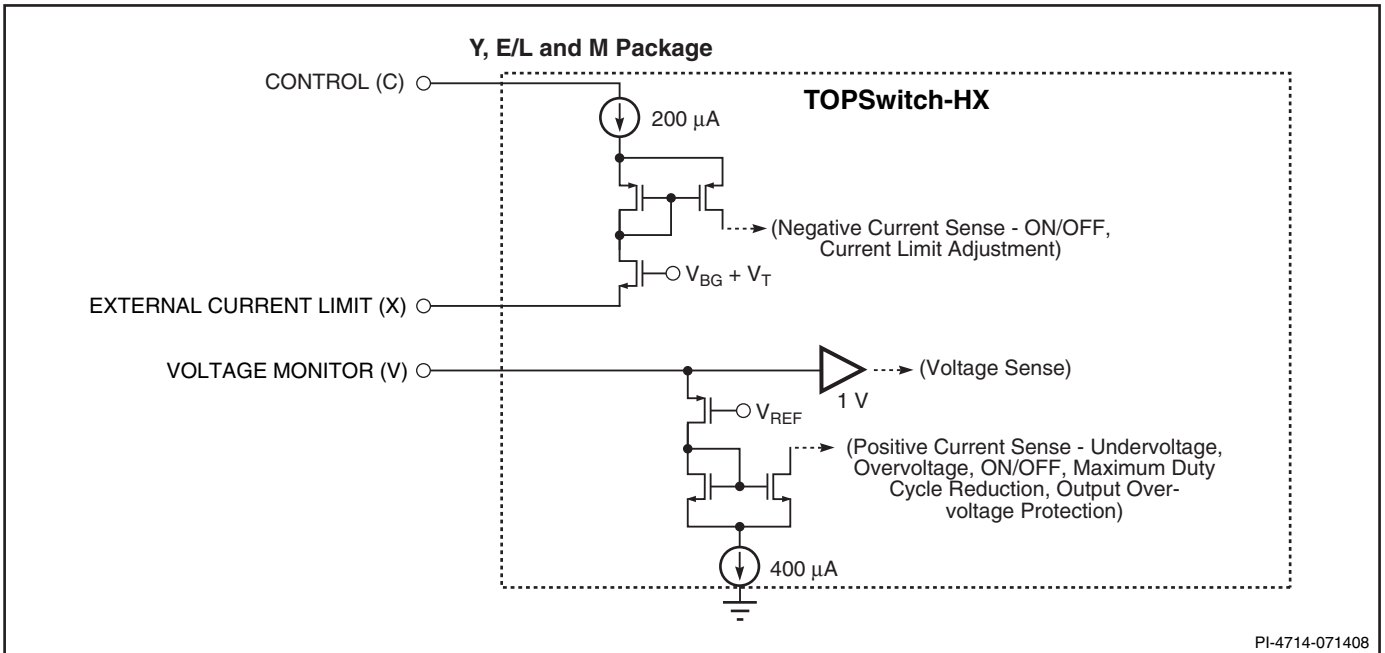 Y, E/L and M Package
CONTROL (C)
TOPSwitch-HX
200 μA
(Negative Current Sense - ON/OFF,
Current Limit Adjustment)
VBG + VT
EXTERNAL CURRENT LIMIT (X)
VOLTAGE MONITOR (V)
(Voltage Sense)
1 V
VREF
(Positive Current Sense - Undervoltage,
Overvoltage, ON/OFF, Maximum Duty
Cycle Reduction, Output Over-
voltage Protection)
400 μA
PI-4714-071408